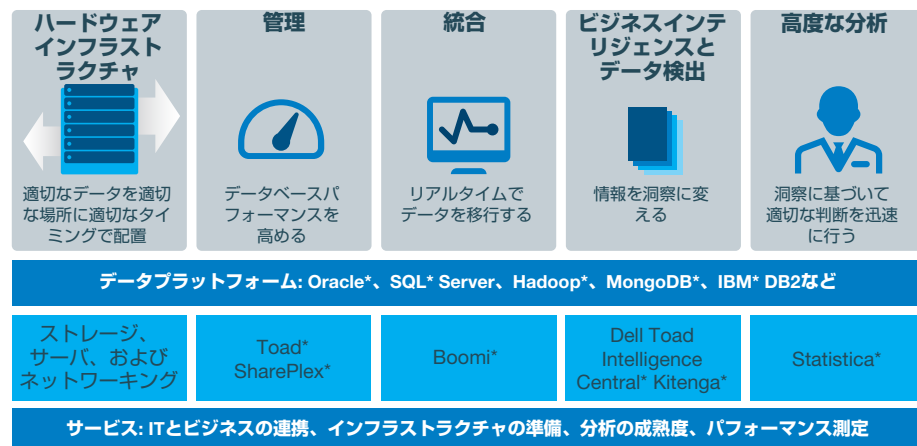 ハードウェア
インフラスト
ラクチャ
適切なデータを適切
な場所に適切なタイ
ミングで配置
管理
データベースパ
フォーマンスを
高める
統合
リアルタイムで
データを移行する
ビジネスインテ
リジェンスと
データ検出
情報を洞察に変
える
高度な分析
洞察に基づいて
適切な判断を迅速
に行う
データプラットフォーム: Oracle*、SQL* Server、Hadoop*、MongoDB*、IBM* DB2など
ストレージ、
サーバ、および
ネットワーキング
Toad*
SharePlex*
Boomi*
Dell Toad
Intelligence
Central* Kitenga*
Statistica*
サービス: ITとビジネスの連携、インフラストラクチャの準備、分析の成熟度、パフォーマンス測定